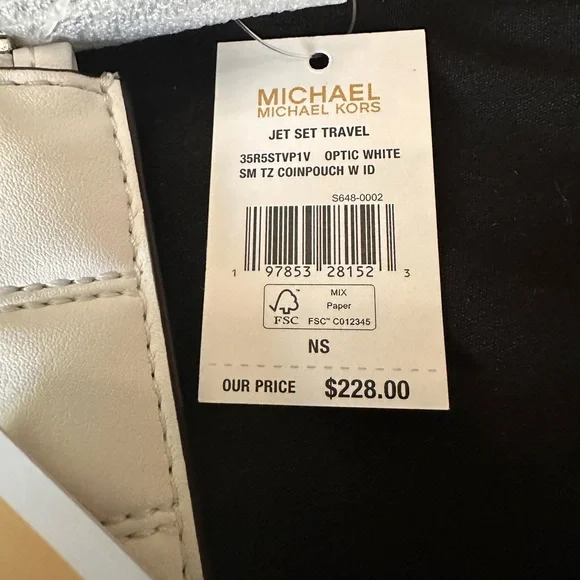 MICHAEL
MICHAEL KORS
JET SET TRAVEL
35R5STVP1V OPTIC WHITE
SM TZ COINPOUCH W ID
S648-0002
1 97853 28152 3
MIX
Paper
FSC FSC™ C012345
NS
OUR PRICE $228.00